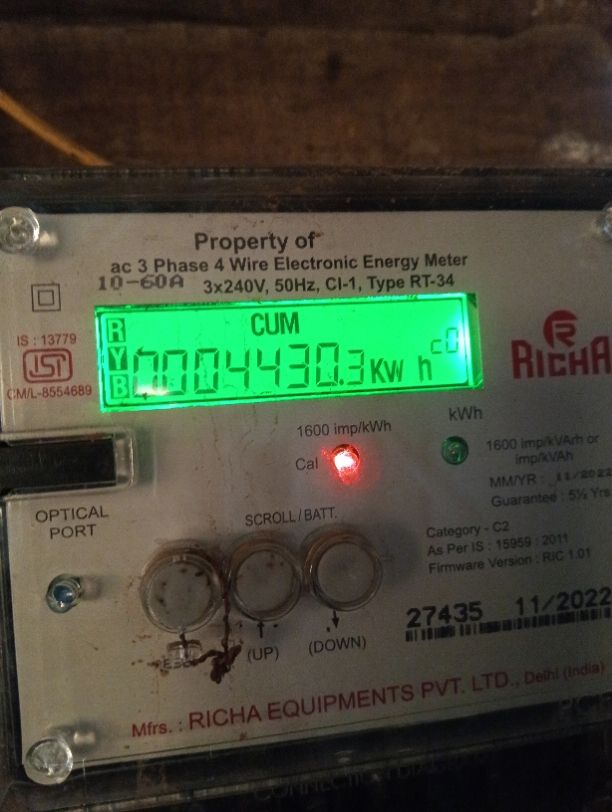 Property of
ac 3 Phase 4 Wire Electronic Energy Meter
10-60A 3x240V, 50Hz, Cl-1, Type RT-34
IS : 13779
ISI
CM/L-8554689
R
Y
B
CUM
0004430.3 Kw h
c0
R
RICHA
1600 imp/kWh
Cal
kWh
1600 imp/kVArh or
imp/kVAh
MM/YR : 11/2022
Guarantee : 5½ Yrs
OPTICAL
PORT
SCROLL/BATT.
Category - C2
As Per IS : 15959 : 2011
Firmware Version : RIC 1.01
(UP)
(DOWN)
27435 11/2022
Mfrs. : RICHA EQUIPMENTS PVT. LTD., Delhi (India)